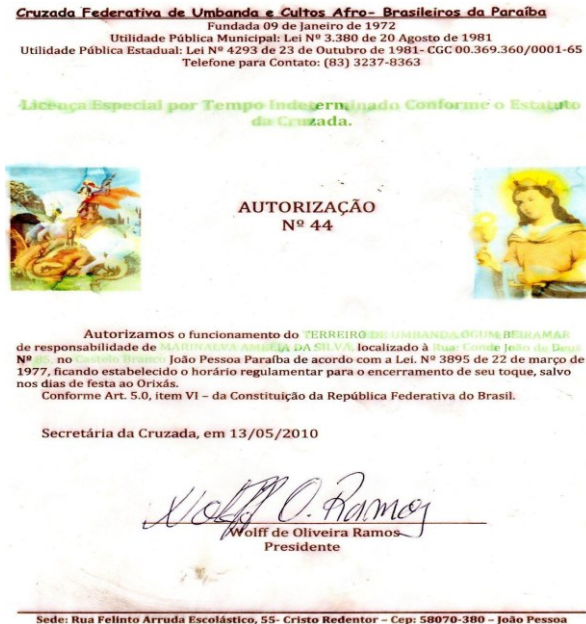 Cruzada Federativa de Umbanda e Cultos Afro- Brasileiros da Paraíba
Fundada 09 de Janeiro de 1972
Utilidade Pública Municipal: Lei Nº 3.380 de 20 Agosto de 1981
Utilidade Pública Estadual: Lei Nº 4293 de 23 de Outubro de 1981- CGC 00.369.360/0001-65
Telefone para Contato: (83) 3237-8363
Licença Especial por Tempo Indeterminado Conforme o Estatuto
da Cruzada.
AUTORIZAÇÃO
Nº 44
Autorizamos o funcionamento do TERREIRO DE UMBANDA OGUM BEIRAMAR
de responsabilidade de MARINALVA AMELIA DA SILVA, localizado à Rua: Conde João de Deus
Nº 85, no Castelo Branco João Pessoa Paraíba de acordo com a Lei. Nº 3895 de 22 de março de
1977, ficando estabelecido o horário regulamentar para o encerramento de seu toque, salvo
nos dias de festa ao Orixás.
Conforme Art. 5.0, item VI – da Constituição da República Federativa do Brasil.
Secretária da Cruzada, em 13/05/2010
Wolff O. Ramos
Wolff de Oliveira Ramos
Presidente
Sede: Rua Felinto Arruda Escolástico, 55- Cristo Redentor – Cep: 58070-380 – João Pessoa